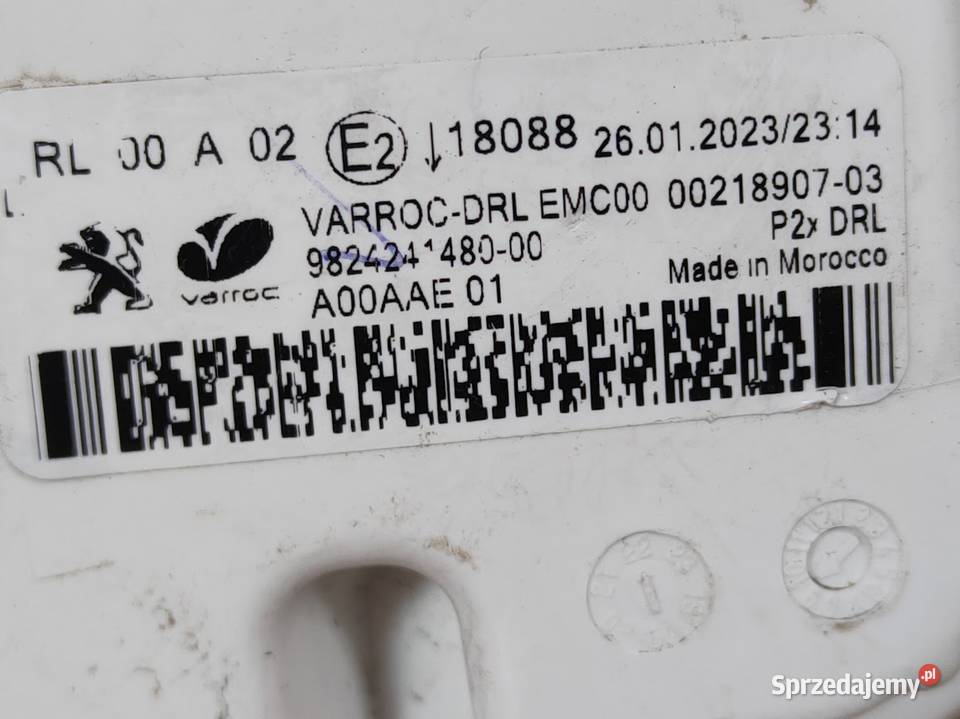 RL 00 A 02 E2 ↓18088 26.01.2023/23:14
VARROC-DRL EMC00 00218907-03
9824241480-00 P2x DRL
varroc A00AAE 01 Made in Morocco
Sprzedajemy.pl